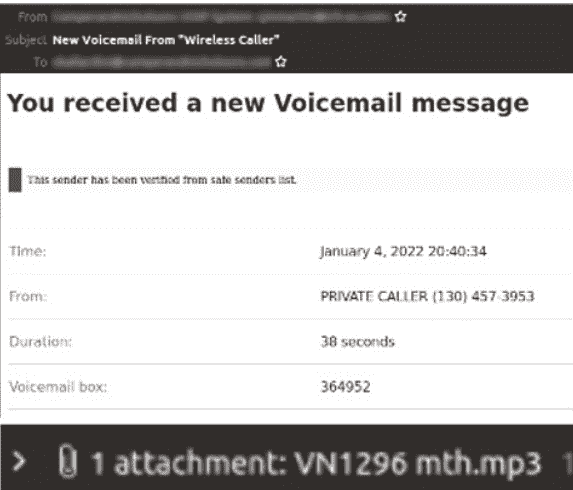 From
Subject New Voicemail From "Wireless Caller"
To
You received a new Voicemail message
This sender has been verified from safe senders list.
Time: January 4, 2022 20:40:34
From: PRIVATE CALLER (130) 457-3953
Duration: 38 seconds
Voicemail box: 364952
1 attachment: VN1296 mth.mp3 1